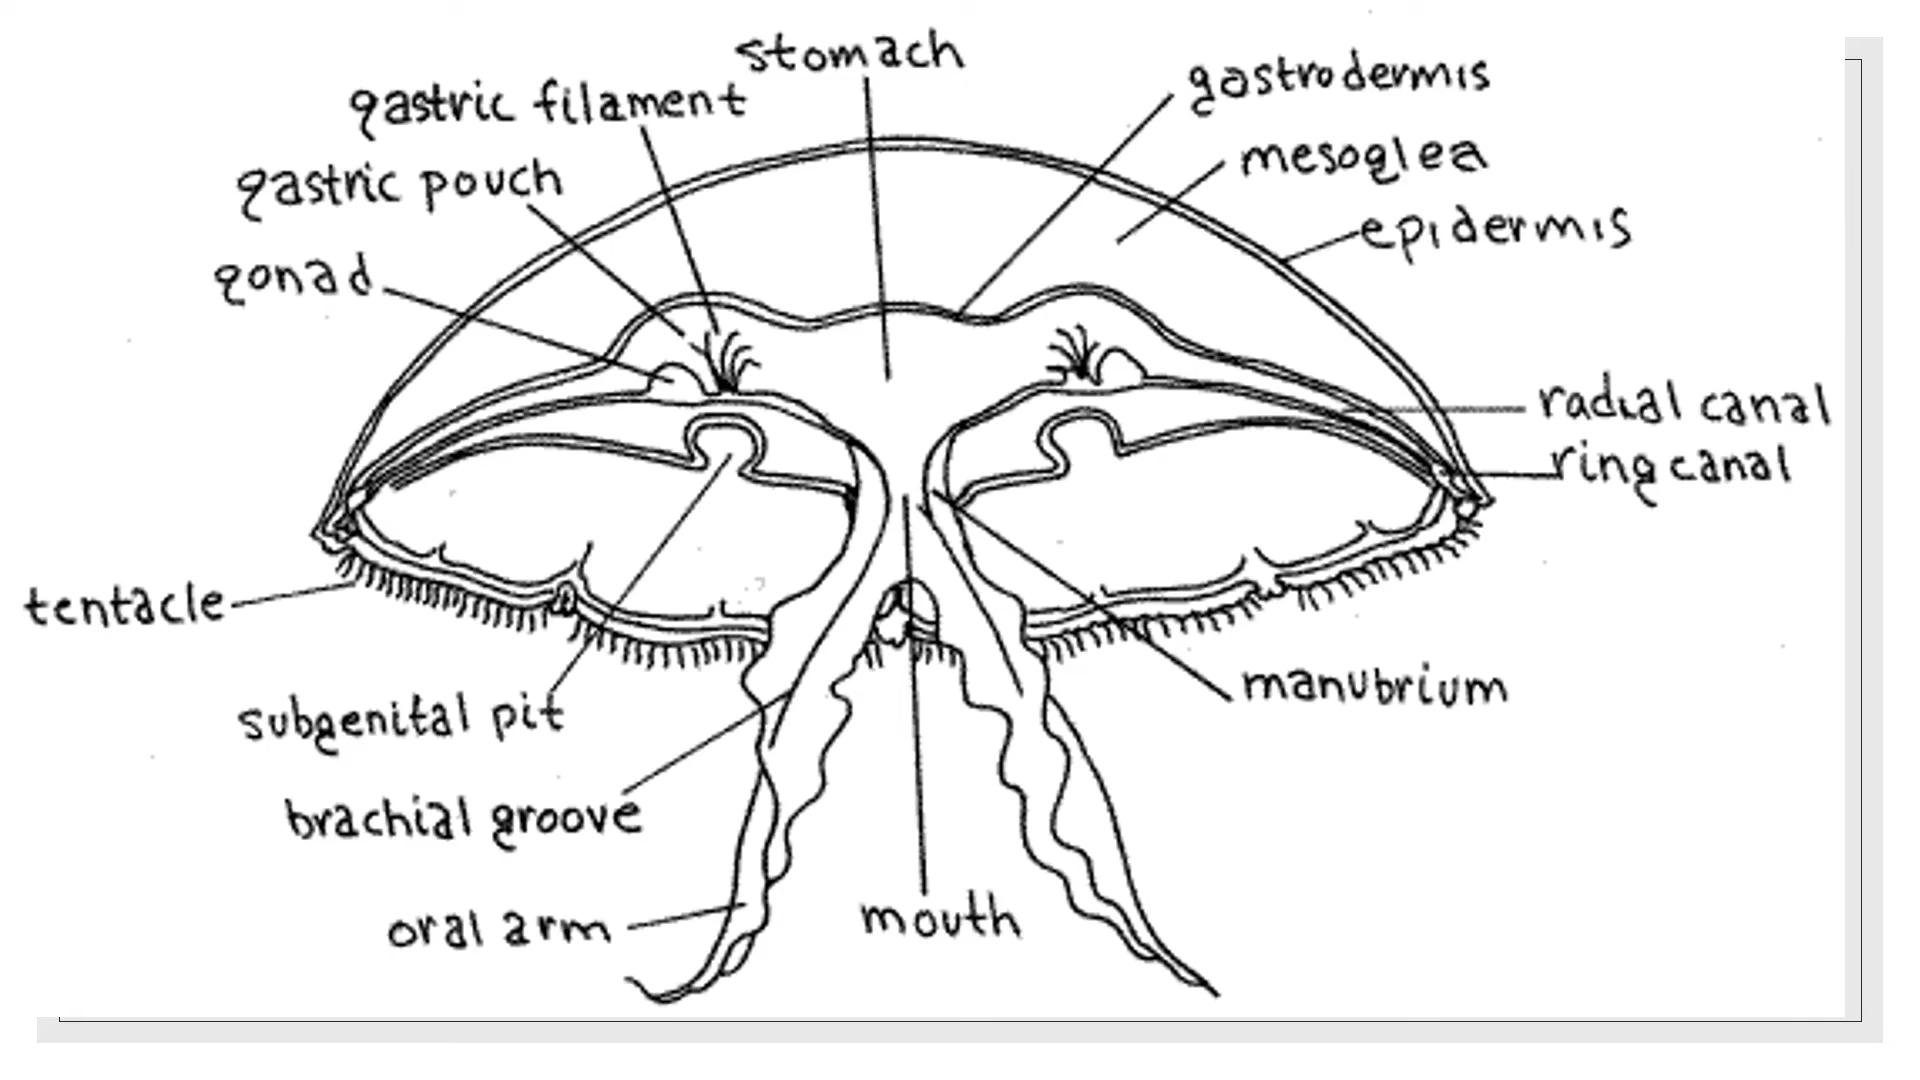 stomach
gastric filament
gastrodermis
gastric pouch
mesoglea
gonad
epidermis
radial canal
ring canal
tentacle
subgenital pit
manubrium
brachial groove
oral arm
mouth